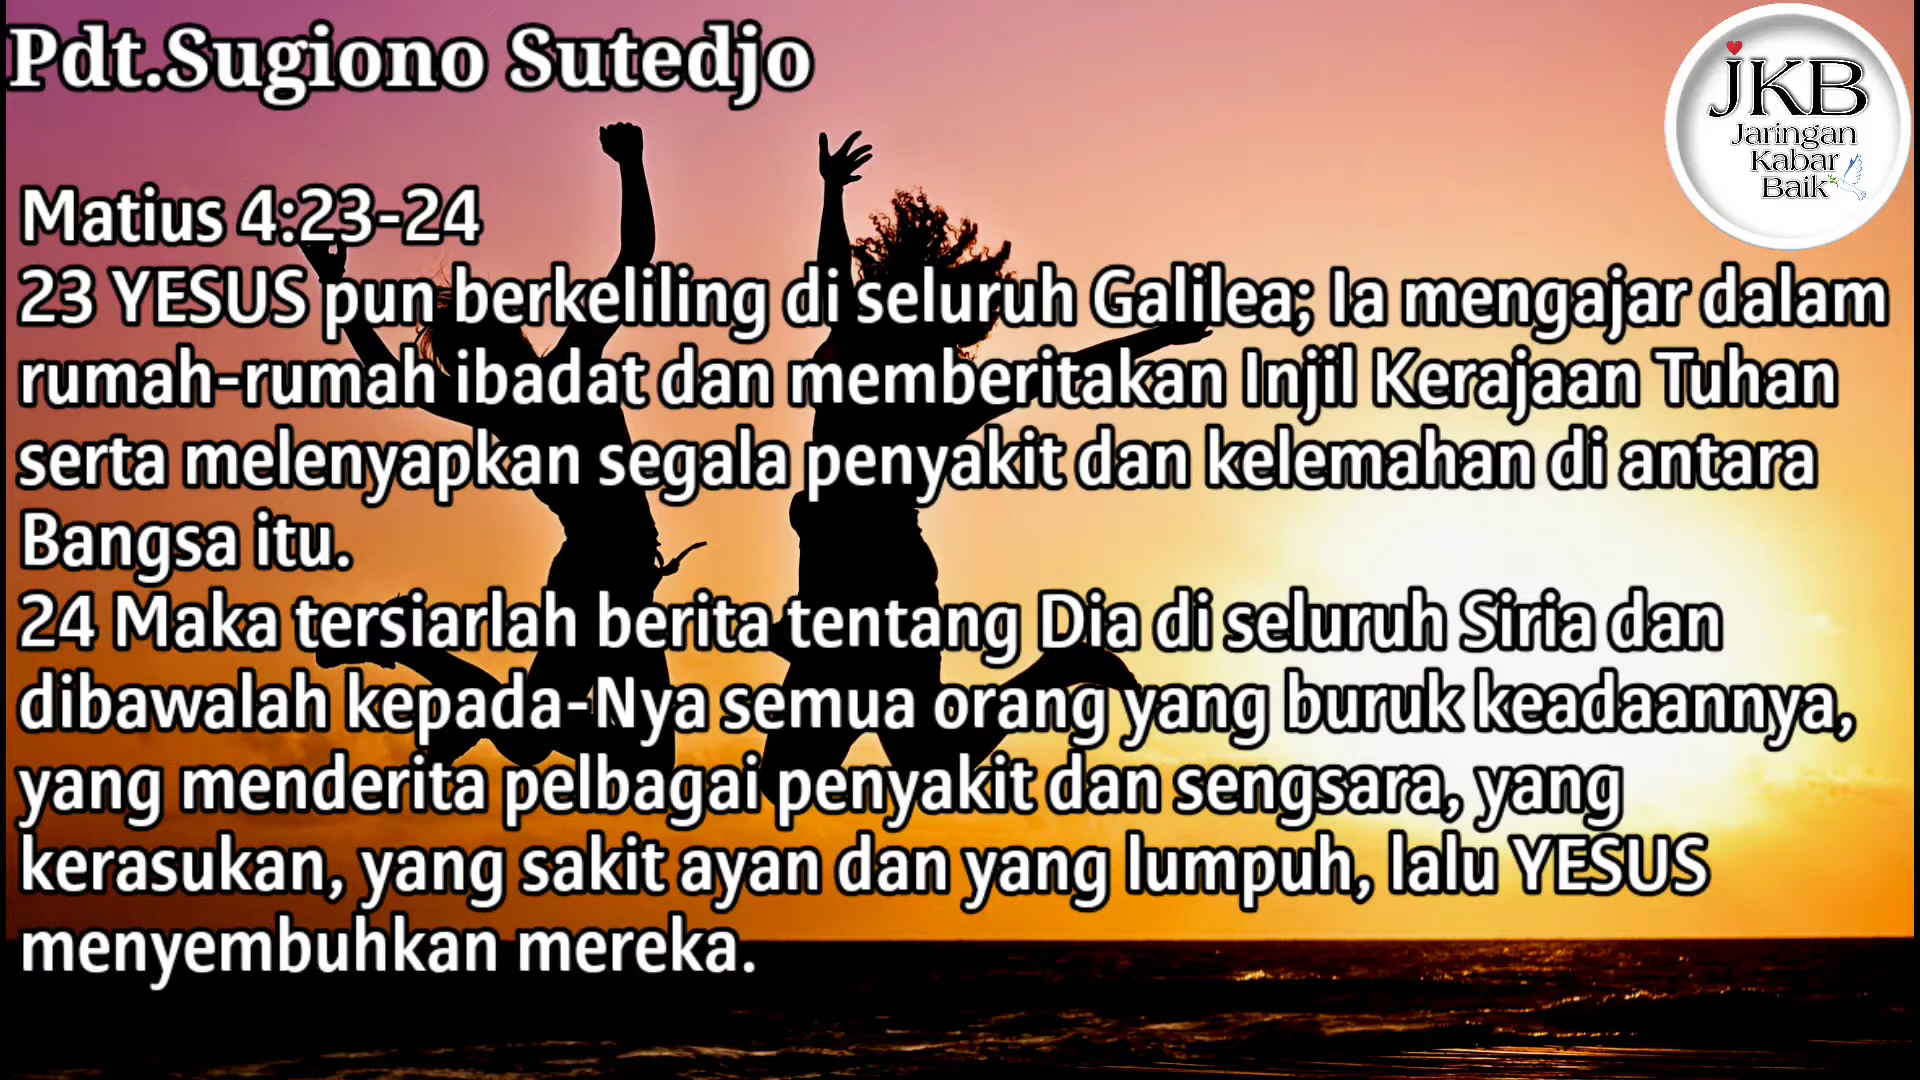 Pdt.Sugiono Sutedjo
JKB
Jaringan
Kabar
Baik
Matius 4:23-24
23 YESUS pun berkeliling di seluruh Galilea; Ia mengajar dalam
rumah-rumah ibadat dan memberitakan Injil Kerajaan Tuhan
serta melenyapkan segala penyakit dan kelemahan di antara
Bangsa itu.
24 Maka tersiarlah berita tentang Dia di seluruh Siria dan
dibawalah kepada-Nya semua orang yang buruk keadaannya,
yang menderita pelbagai penyakit dan sengsara, yang
kerasukan, yang sakit ayan dan yang lumpuh, lalu YESUS
menyembuhkan mereka.